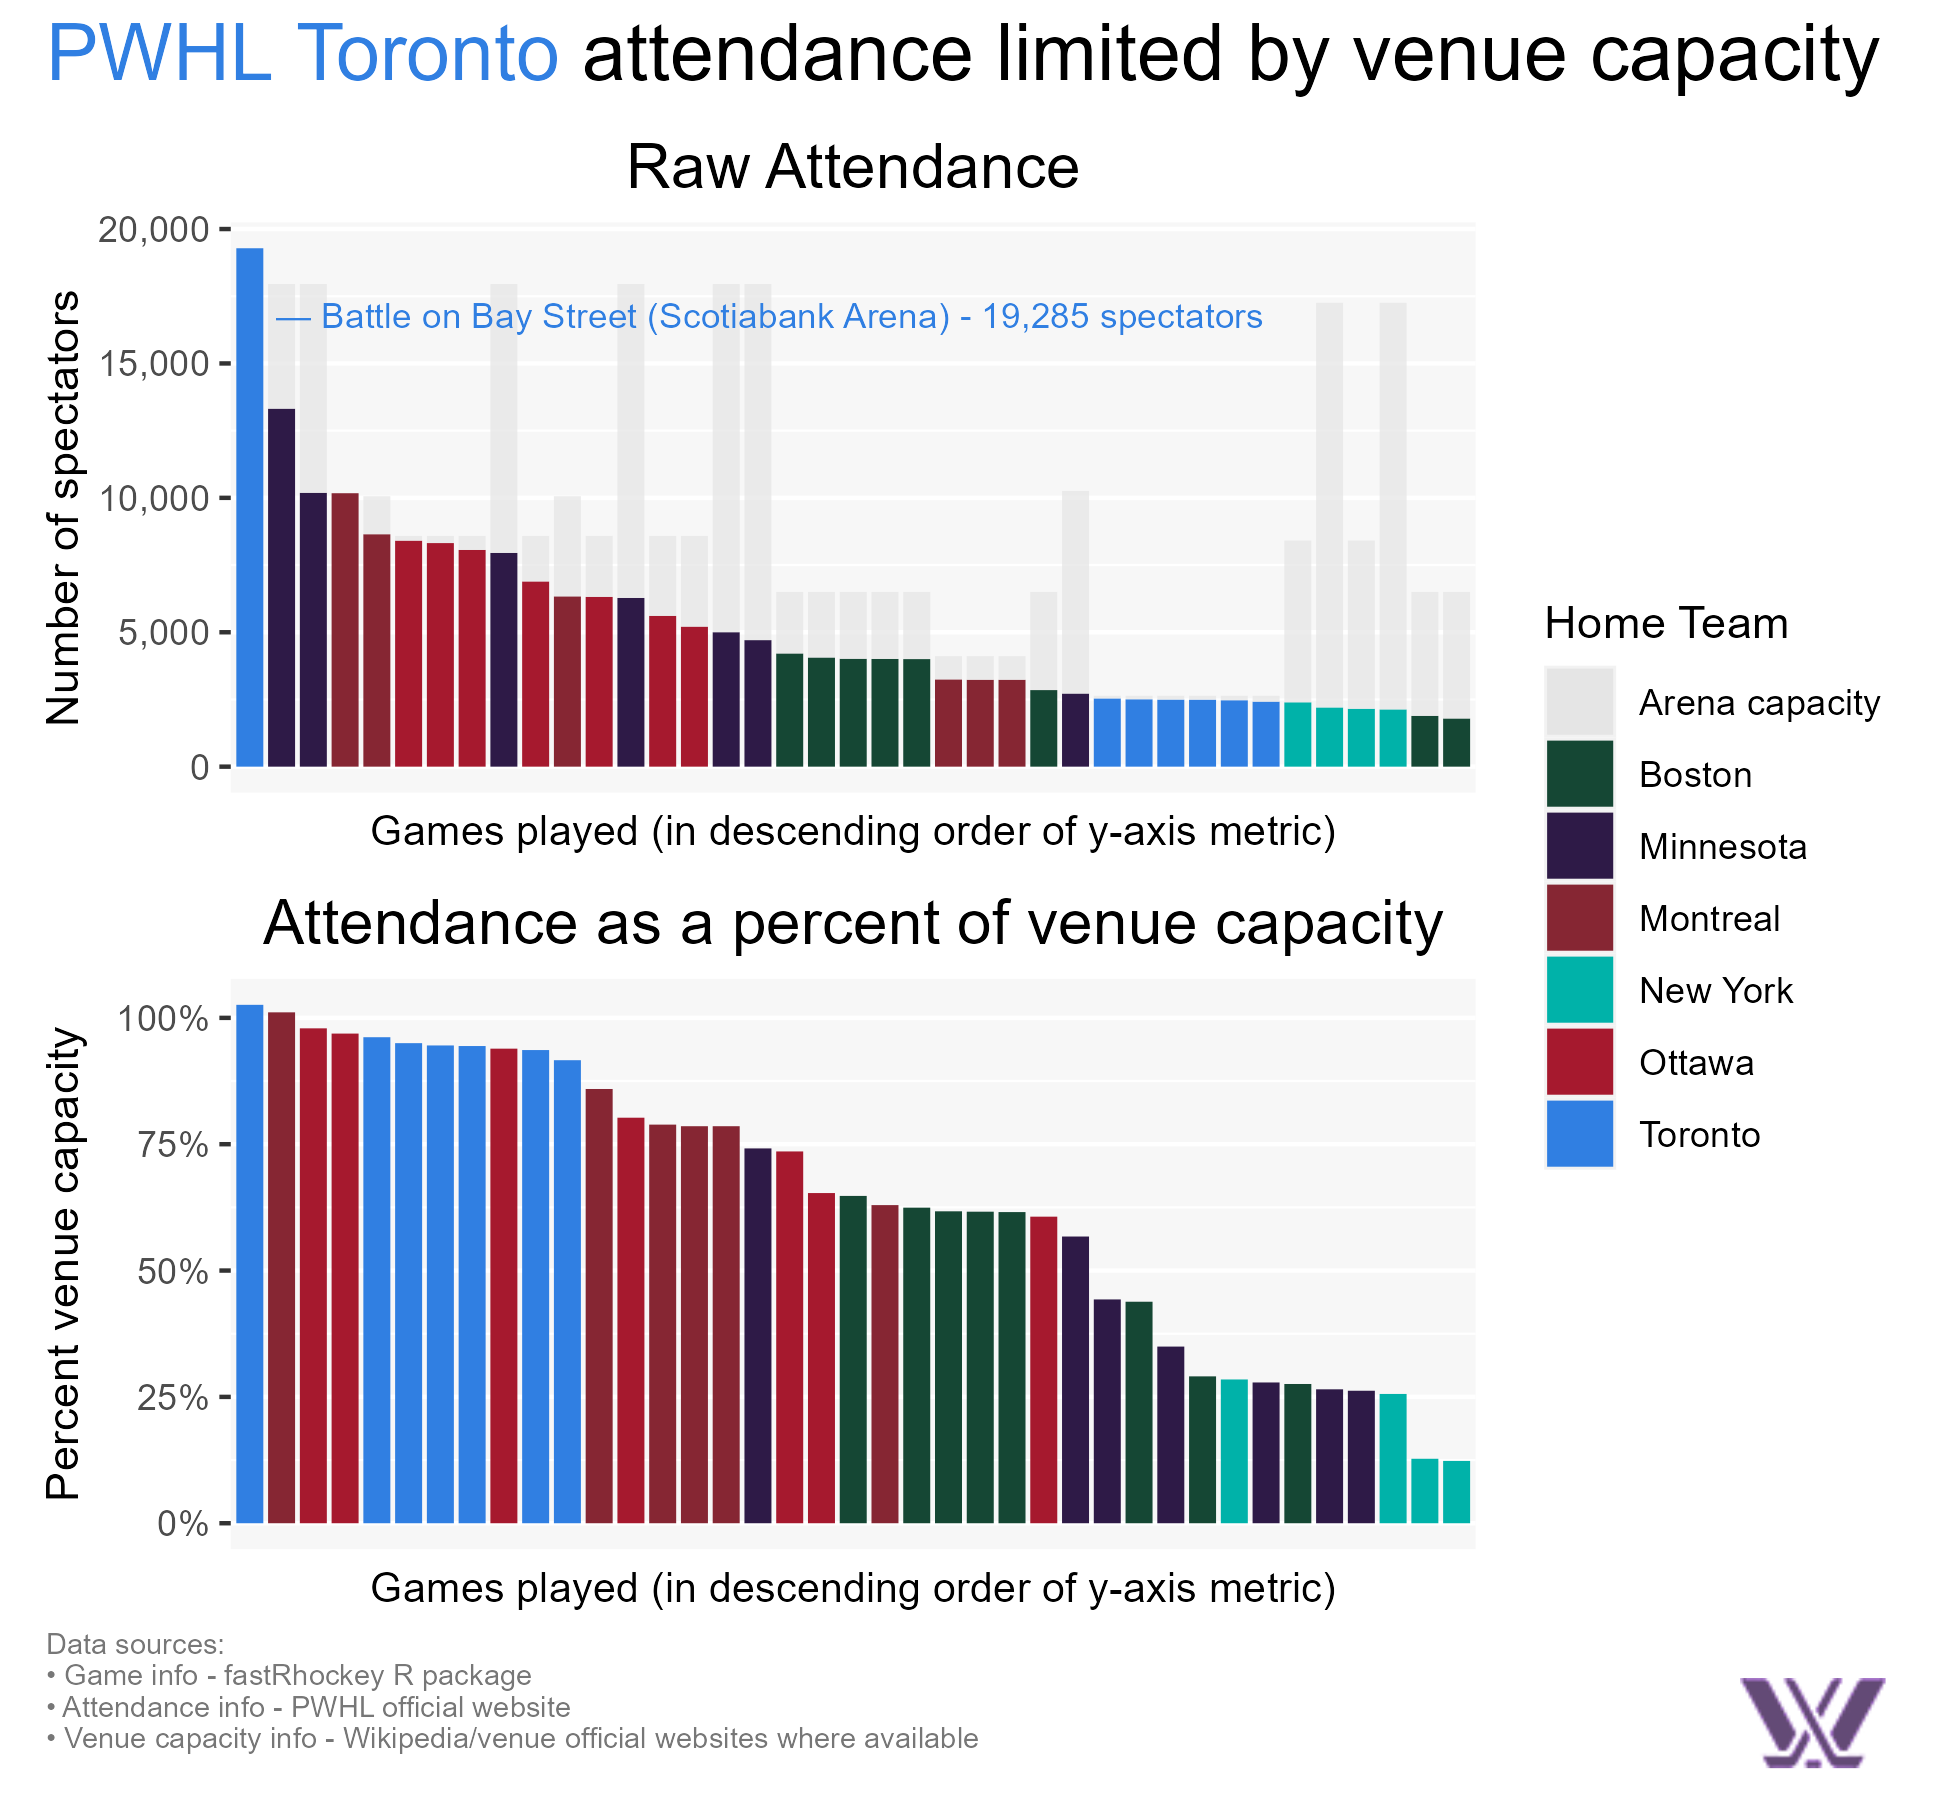 PWHL Toronto attendance limited by venue capacity
Raw Attendance
Number of spectators
20,000
15,000
10,000
5,000
0
— Battle on Bay Street (Scotiabank Arena) - 19,285 spectators
Games played (in descending order of y-axis metric)
Attendance as a percent of venue capacity
Percent venue capacity
100%
75%
50%
25%
0%
Games played (in descending order of y-axis metric)
Home Team
Arena capacity
Boston
Minnesota
Montreal
New York
Ottawa
Toronto
Data sources:
• Game info - fastRhockey R package
• Attendance info - PWHL official website
• Venue capacity info - Wikipedia/venue official websites where available